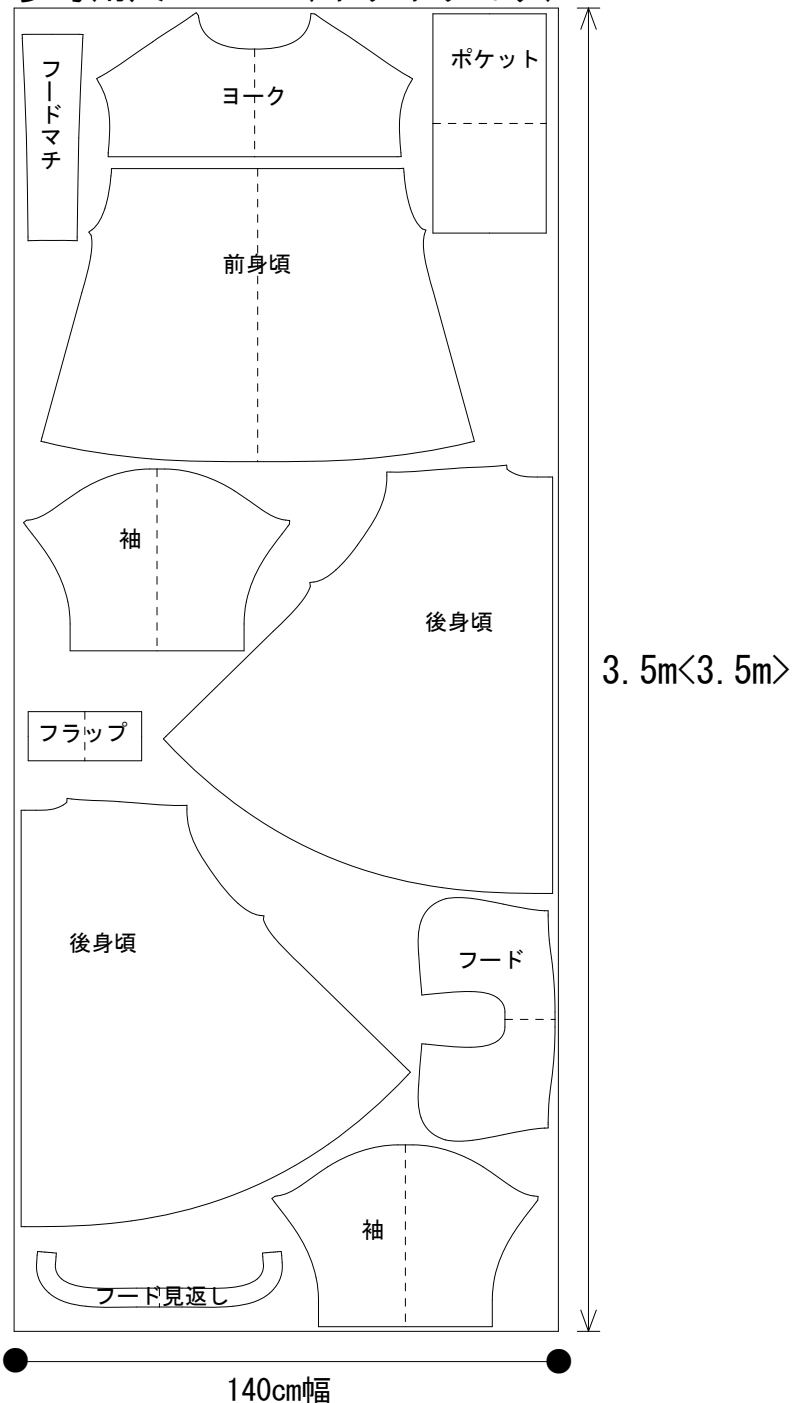 ヨーク
ポケット
フードマチ
前身頃
袖
後身頃
3.5m<3.5m>
フラップ
後身頃
フード
袖
フード見返し
140cm幅